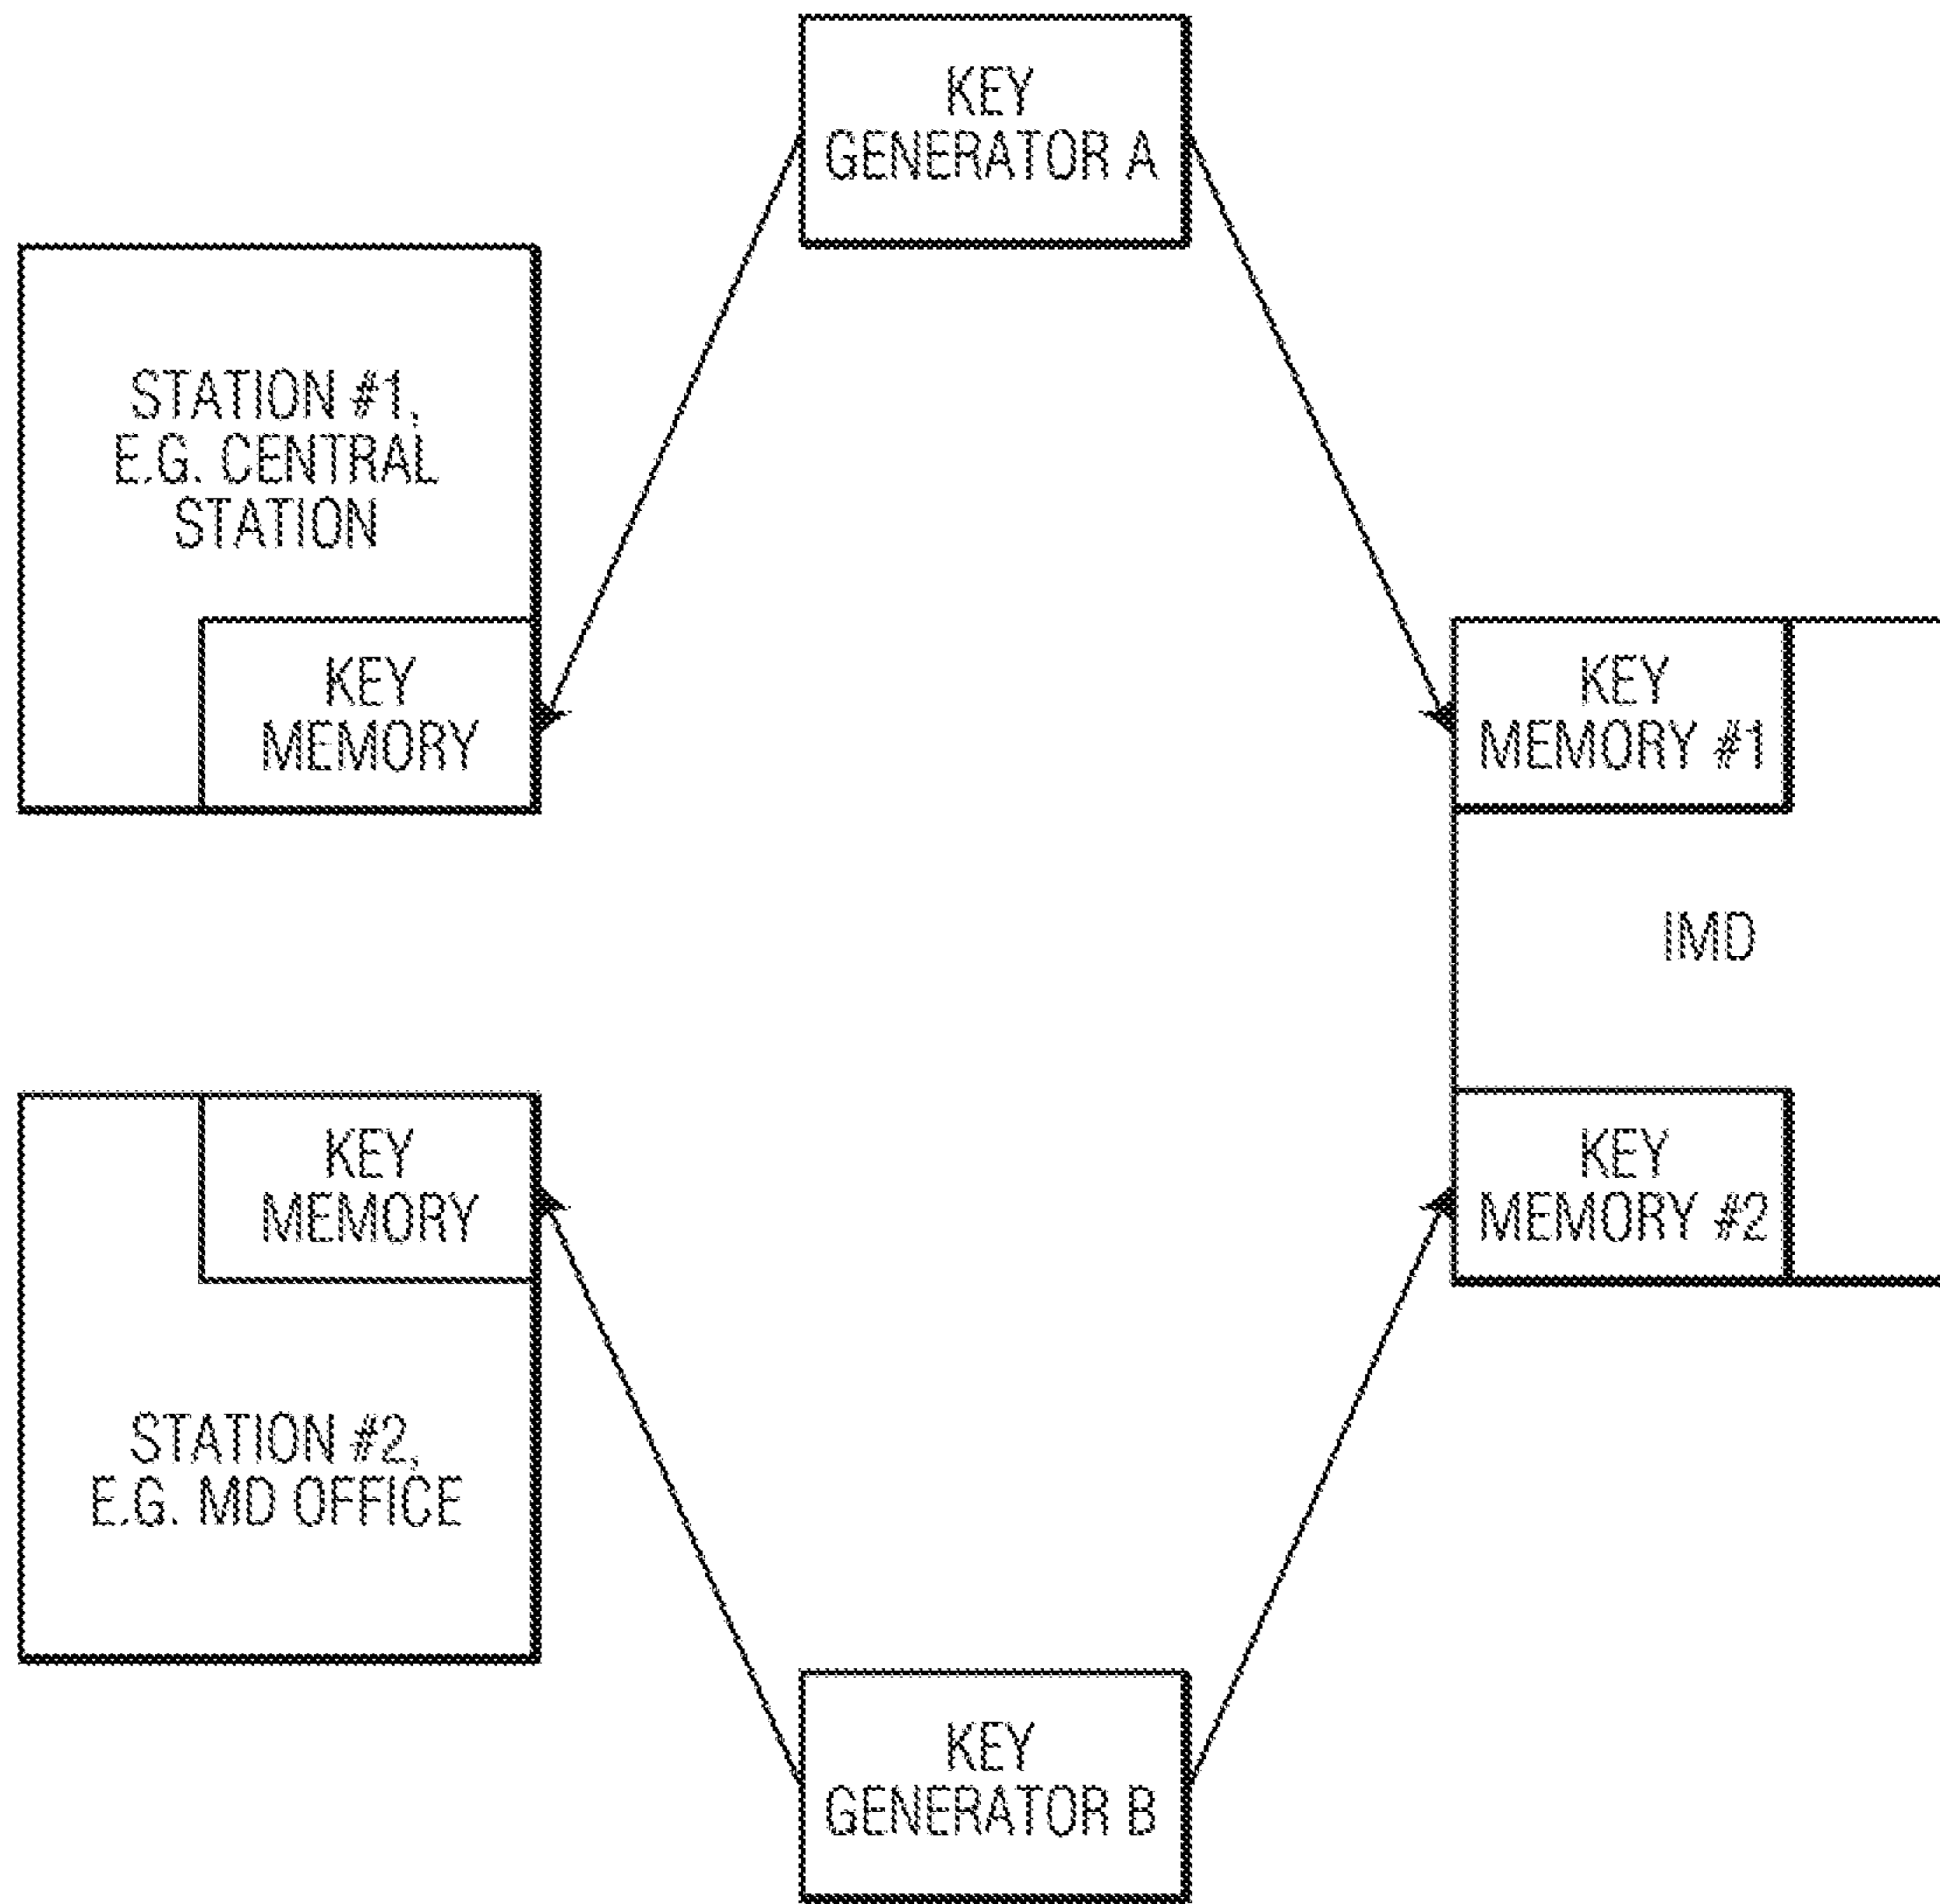 KEY
GENERATOR A
STATION #1,
E.G. CENTRAL
STATION
KEY
MEMORY
KEY
MEMORY #1
IMD
KEY
MEMORY
KEY
MEMORY #2
STATION #2,
E.G. MD OFFICE
KEY
GENERATOR B